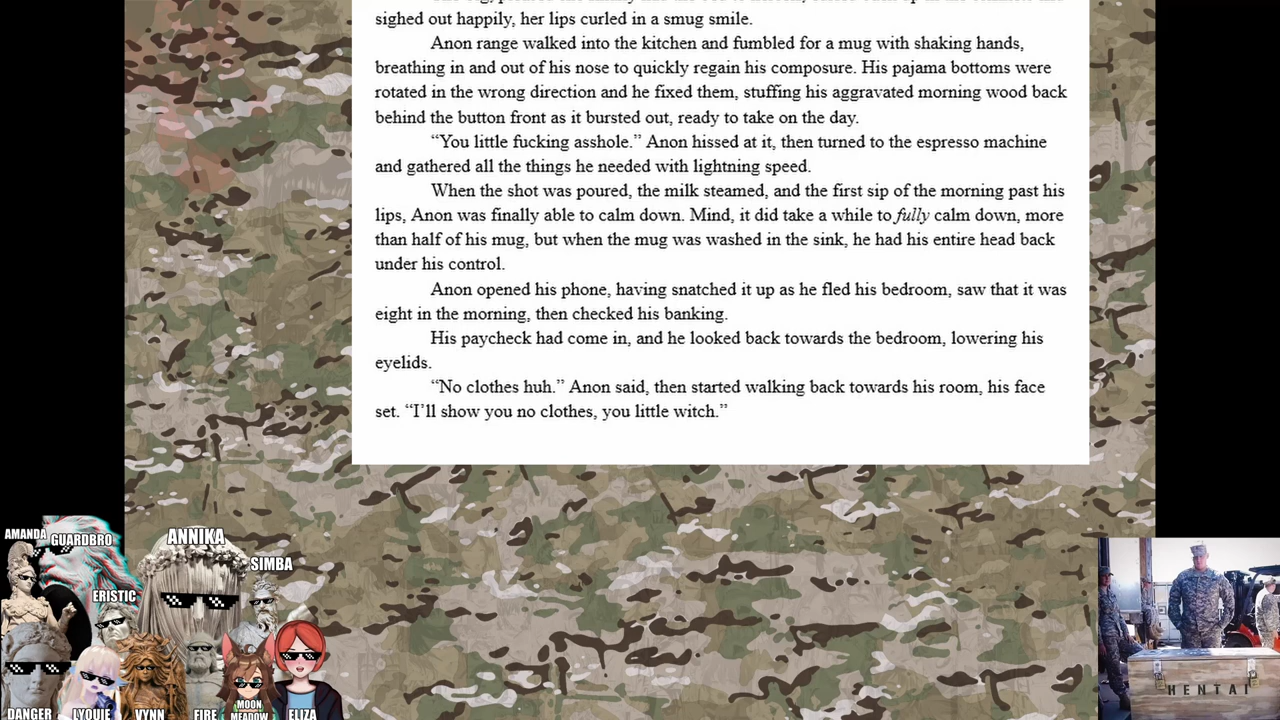 sighed out happily, her lips curled in a smug smile.
Anon range walked into the kitchen and fumbled for a mug with shaking hands,
breathing in and out of his nose to quickly regain his composure. His pajama bottoms were
rotated in the wrong direction and he fixed them, stuffing his aggravated morning wood back
behind the button front as it bursted out, ready to take on the day.
“You little fucking asshole.” Anon hissed at it, then turned to the espresso machine
and gathered all the things he needed with lightning speed.
When the shot was poured, the milk steamed, and the first sip of the morning past his
lips, Anon was finally able to calm down. Mind, it did take a while to fully calm down, more
than half of his mug, but when the mug was washed in the sink, he had his entire head back
under his control.
Anon opened his phone, having snatched it up as he fled his bedroom, saw that it was
eight in the morning, then checked his banking.
His paycheck had come in, and he looked back towards the bedroom, lowering his
eyelids.
“No clothes huh.” Anon said, then started walking back towards his room, his face
set. “I’ll show you no clothes, you little witch.”
AMANDA
GUARDBRO
ANNIKA
SIMBA
ERISTIC
DANGER
LYQUIE
VYNN
FIRE
MOON
MEADOW
ELIZA
HENTAI